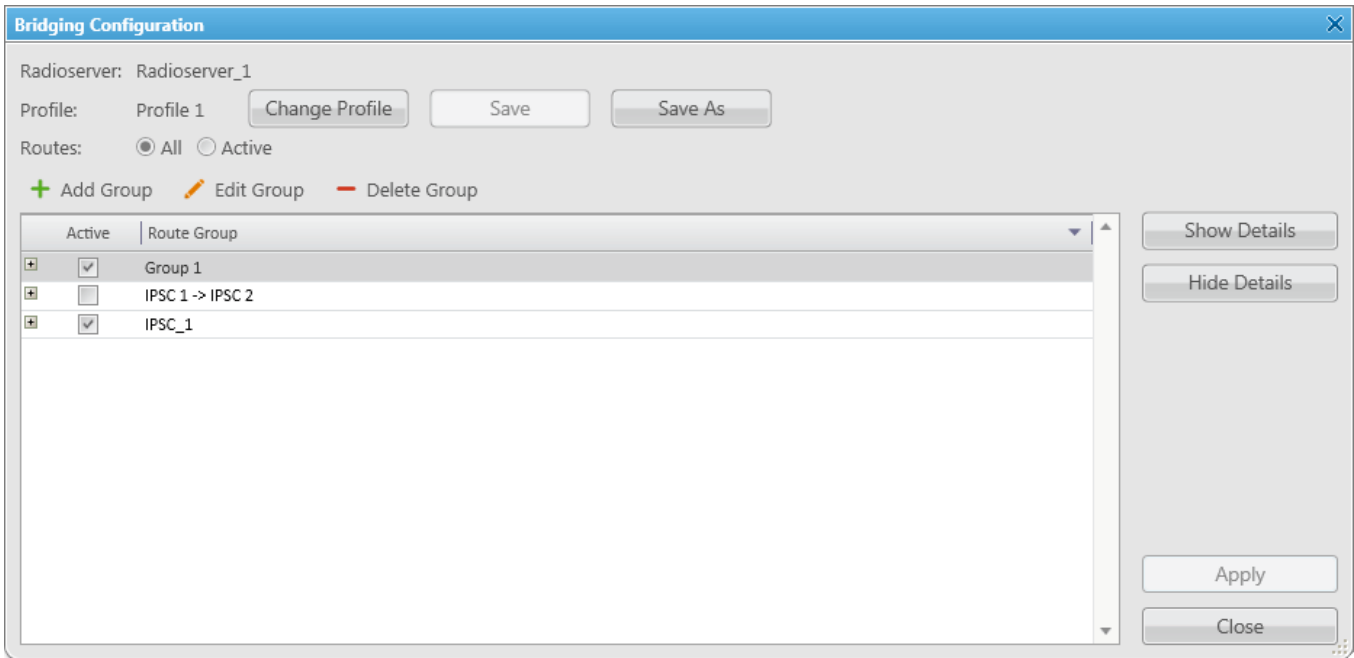 Bridging Configuration
Radioserver: Radioserver_1
Profile: Profile 1 Change Profile Save Save As
Routes: All Active
Add Group Edit Group Delete Group
Active Route Group
Show Details
Group 1
Hide Details
IPSC 1 -> IPSC 2
IPSC_1
Apply
Close